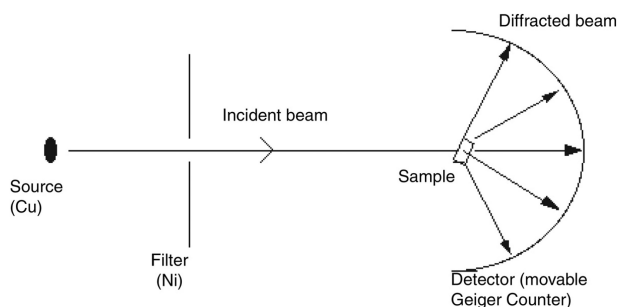 Diffracted beam
Incident beam
Sample
Source
(Cu)
Filter
(Ni)
Detector (movable
Geiger Counter)